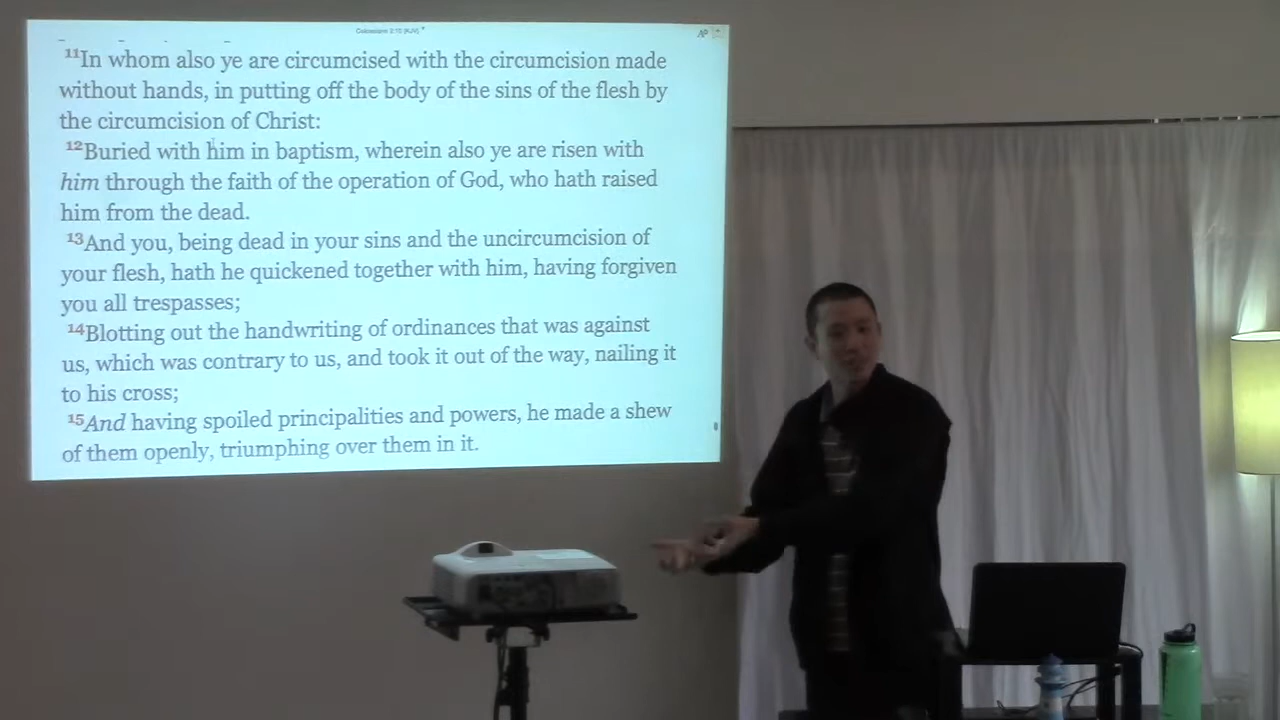 Colossians 2:10 (KJV)
11In whom also ye are circumcised with the circumcision made
without hands, in putting off the body of the sins of the flesh by
the circumcision of Christ:
12Buried with him in baptism, wherein also ye are risen with
him through the faith of the operation of God, who hath raised
him from the dead.
13And you, being dead in your sins and the uncircumcision of
your flesh, hath he quickened together with him, having forgiven
you all trespasses;
14Blotting out the handwriting of ordinances that was against
us, which was contrary to us, and took it out of the way, nailing it
to his cross;
15And having spoiled principalities and powers, he made a shew
of them openly, triumphing over them in it.